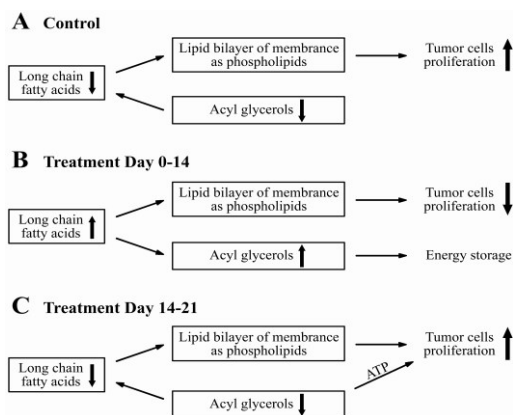 A Control
Lipid bilayer of membrance
as phospholipids
Tumor cells
proliferation
Long chain
fatty acids
Acyl glycerols
B Treatment Day 0-14
Lipid bilayer of membrance
as phospholipids
Tumor cells
proliferation
Long chain
fatty acids
Acyl glycerols
Energy storage
C Treatment Day 14-21
Lipid bilayer of membrance
as phospholipids
Tumor cells
proliferation
ATP
Long chain
fatty acids
Acyl glycerols